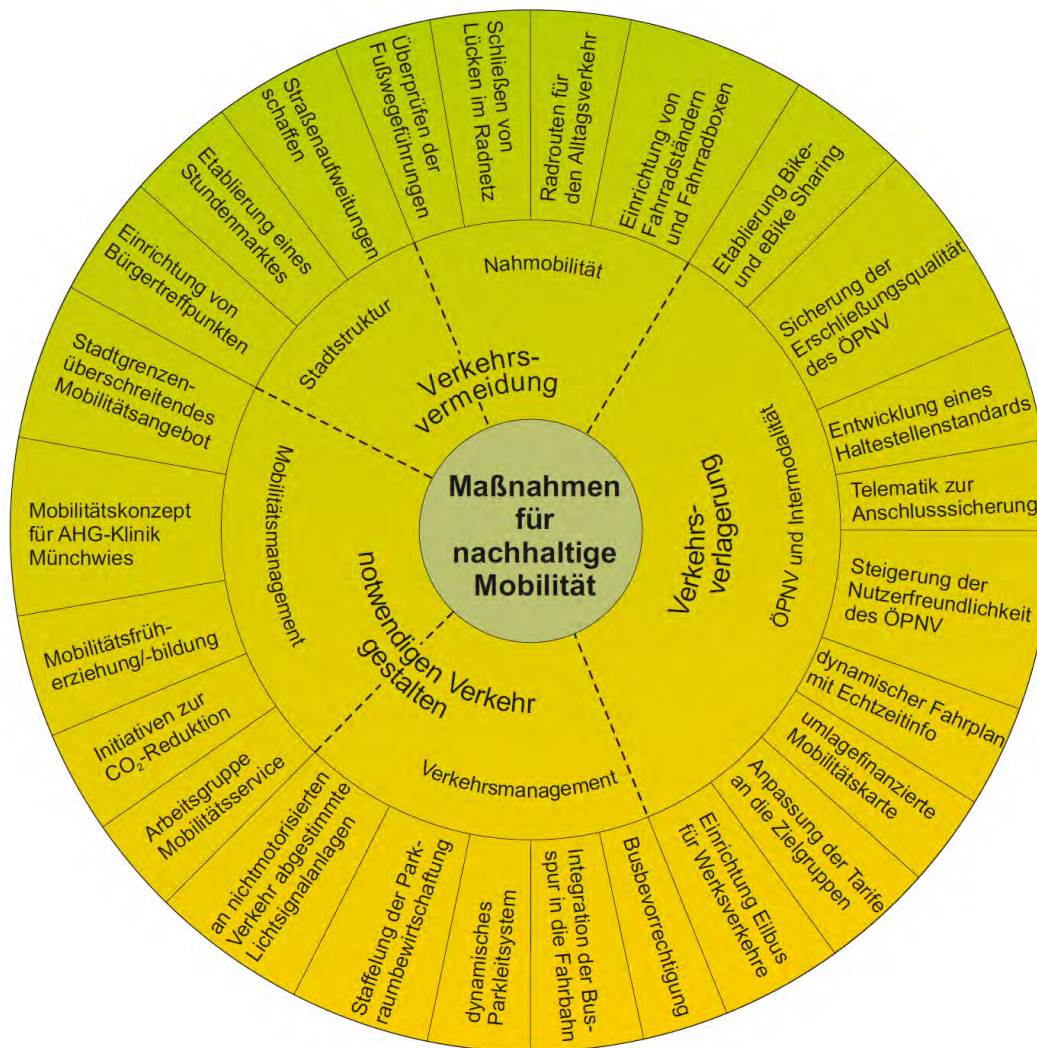 Maßnahmen
für
nachhaltige
Mobilität
Verkehrs-
vermeidung
Stadtstruktur
Einrichtung von
Bürgertreffpunkten
Etablierung eines
Stundenmarktes
Straßenaufweitungen
schaffen
Nahmobilität
Überprüfen der
Fußwegeführungen
Schließen von
Lücken im Radnetz
Radrouten für
den Alltagsverkehr
Einrichtung von
Fahrradständern
und Fahrradboxen
Verkehrs-
verlagerung
ÖPNV und Intermodalität
Etablierung Bike-
und eBike Sharing
Sicherung der
Erschließungsqualität
des ÖPNV
Entwicklung eines
Haltestellenstandards
Telematik zur
Anschlusssicherung
Steigerung der
Nutzerfreundlichkeit
des ÖPNV
dynamischer Fahrplan
mit Echtzeitinfo
umlagefinanzierte
Mobilitätskarte
Anpassung der Tarife
an die Zielgruppen
Einrichtung Eilbus
für Werksverkehre
notwendigen Verkehr
gestalten
Verkehrsmanagement
Busbevorrechtigung
Integration der Bus-
spur in die Fahrbahn
dynamisches
Parkleitsystem
Staffelung der Park-
raumbewirtschaftung
an nichtmotorisierten
Verkehr abgestimmte
Lichtsignalanlagen
Mobilitätsmanagement
Arbeitsgruppe
Mobilitätsservice
Initiativen zur
CO₂-Reduktion
Mobilitätsfrüh-
erziehung/-bildung
Mobilitätskonzept
für AHG-Klinik
Münchwies
Stadtgrenzen-
überschreitendes
Mobilitätsangebot